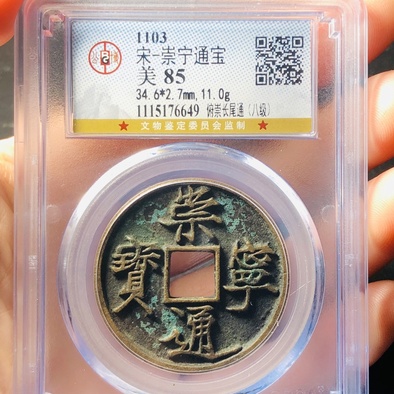 1103
宋-崇宁通宝
美 85
34.6*2.7mm,11.0g
1115176649 俯崇长尾通（八级）
★ 文物鉴定委员会监制 ★
崇
寶 寧
通